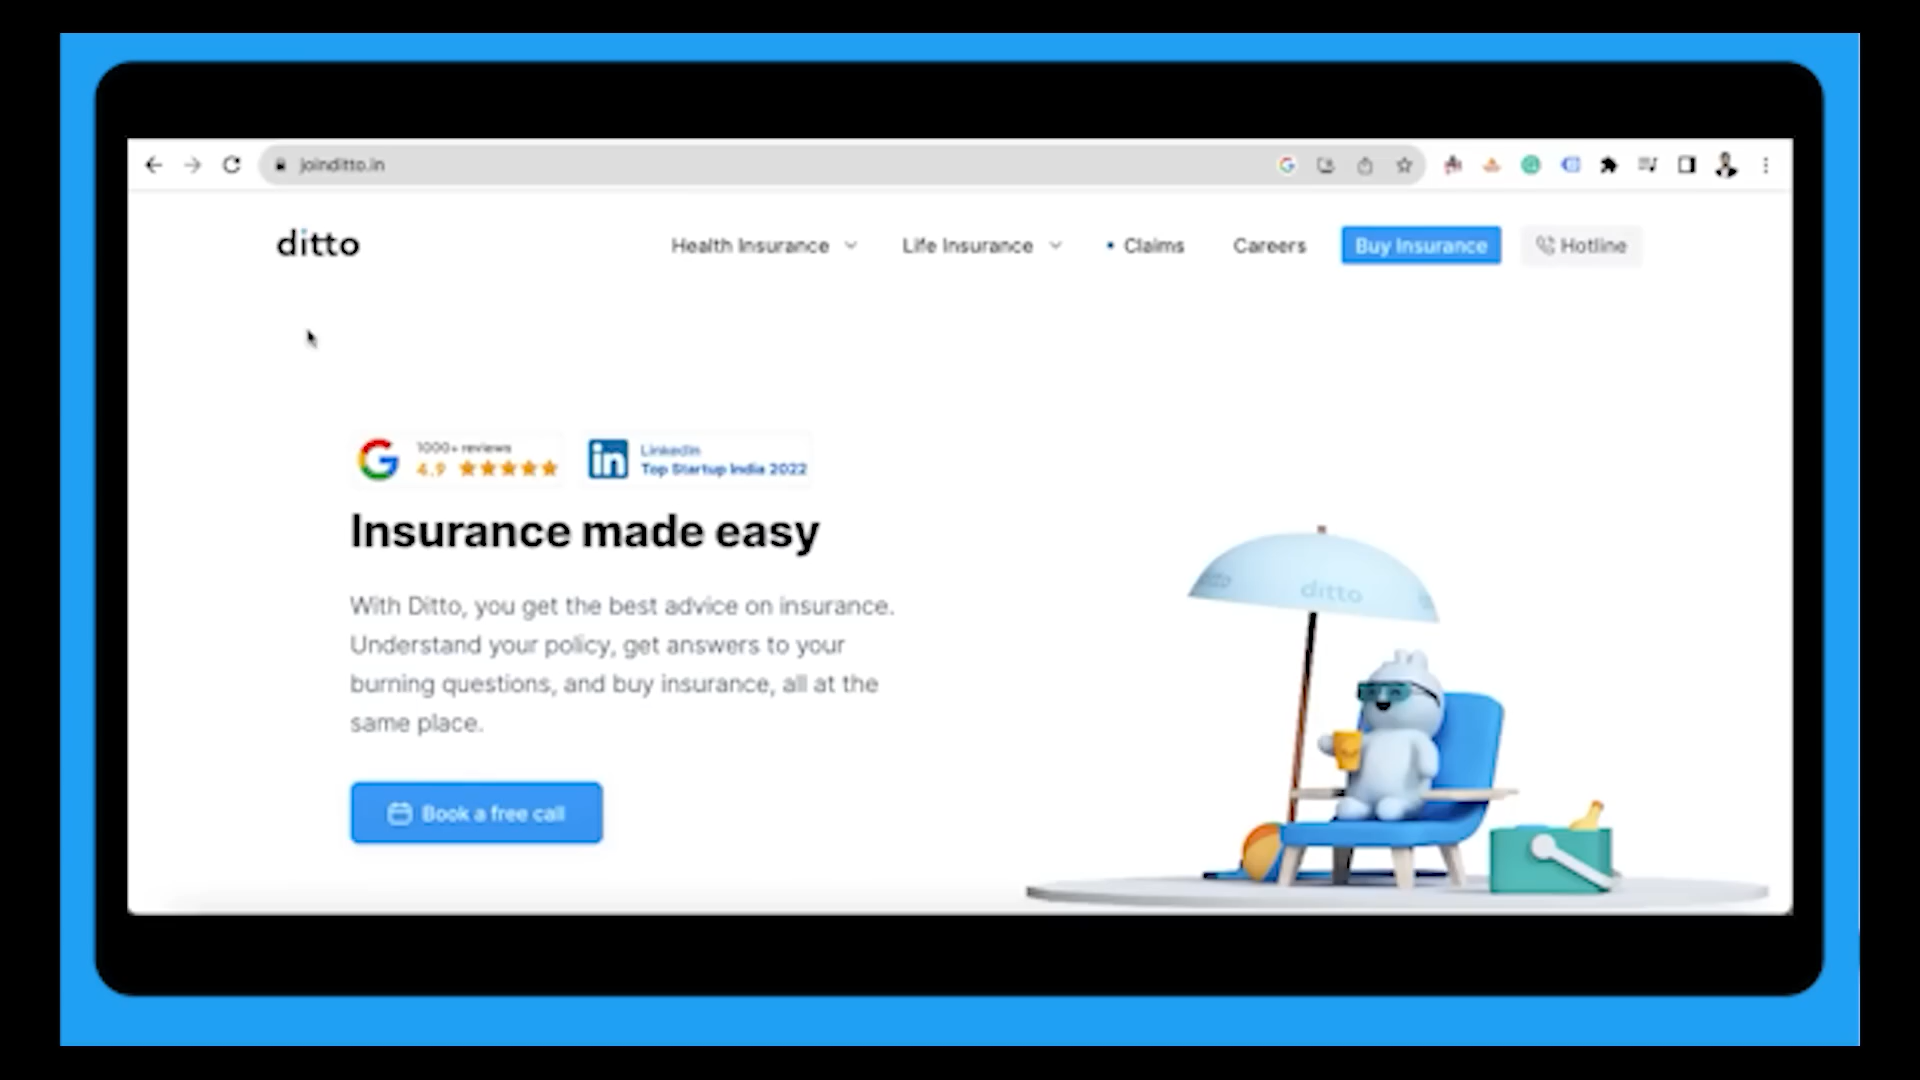 joinditto.in
ditto
Health Insurance
Life Insurance
Claims
Careers
Buy Insurance
Hotline
1000+ reviews
4.9
LinkedIn
Top Startup India 2022
Insurance made easy
With Ditto, you get the best advice on insurance.
Understand your policy, get answers to your
burning questions, and buy insurance, all at the
same place.
Book a free call
ditto
ditto